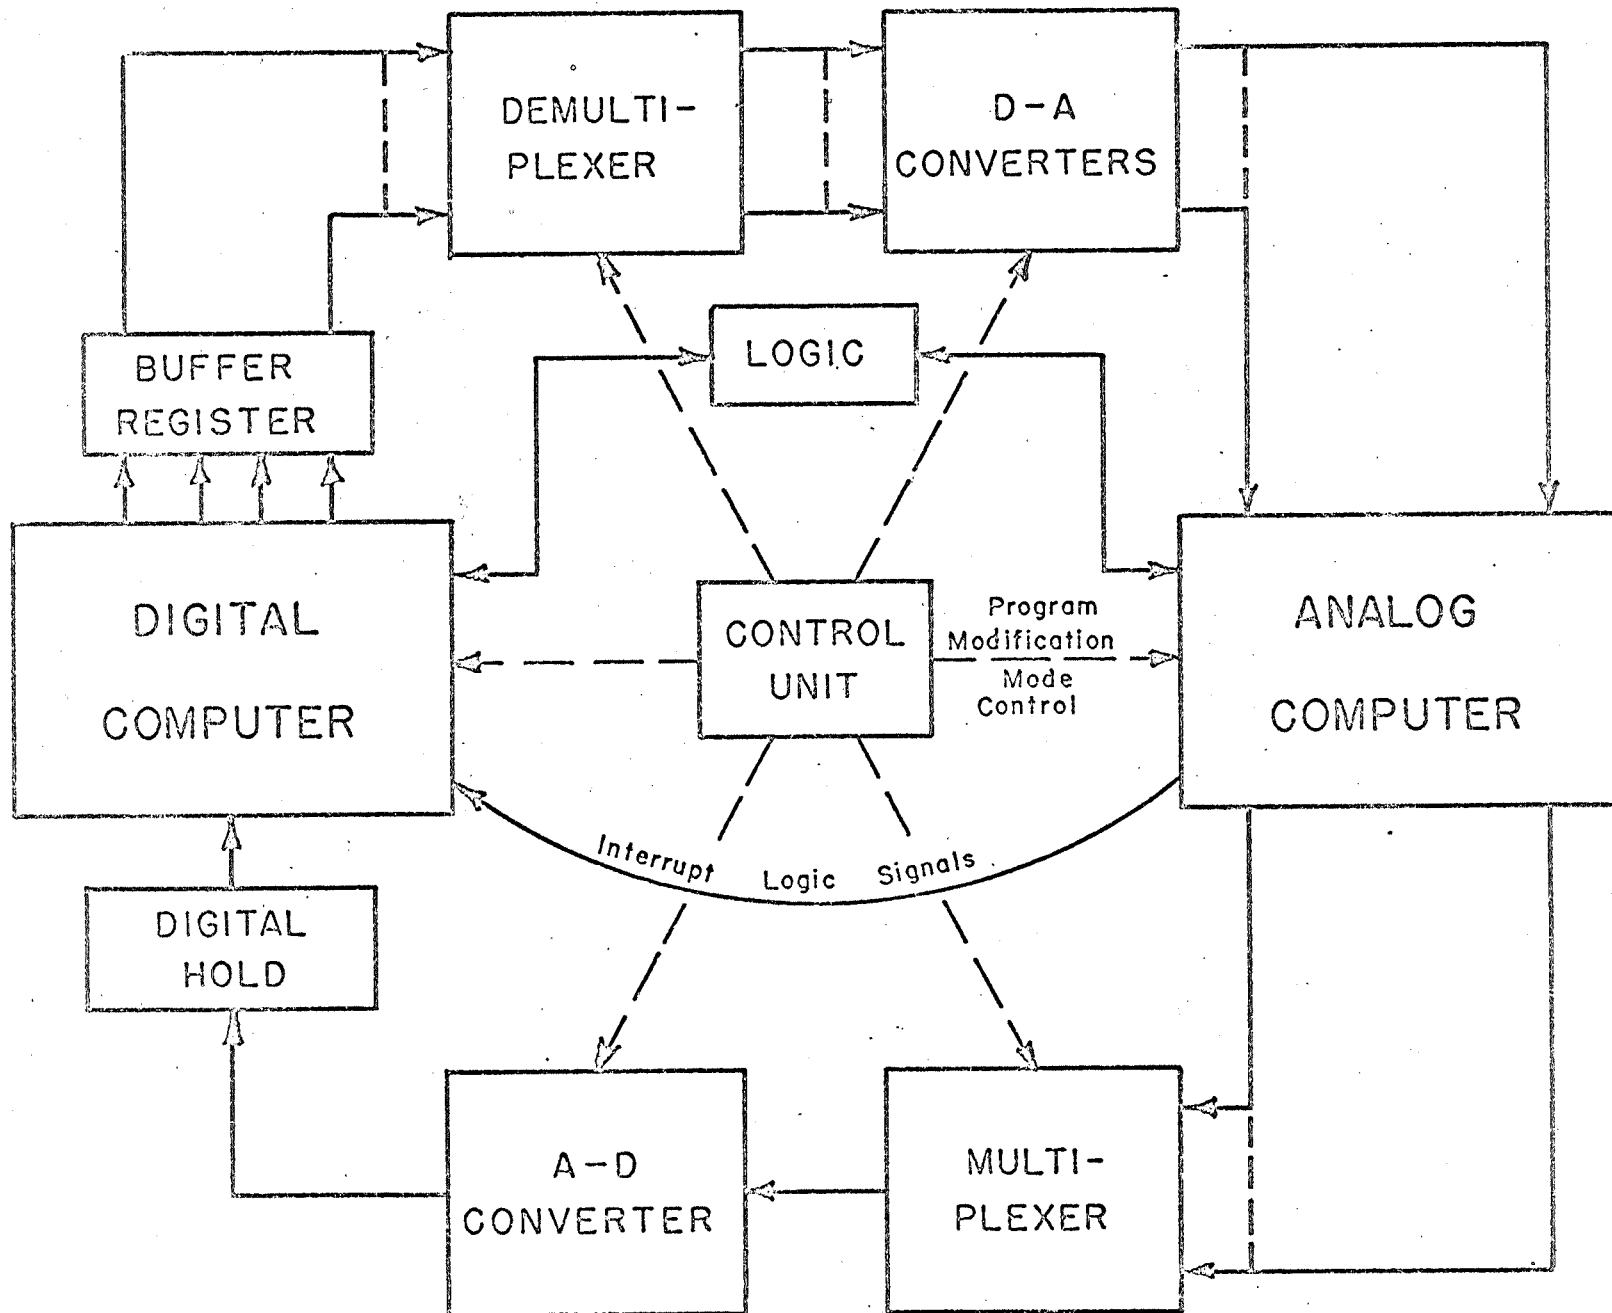 DEMULTI-
PLEXER
D-A
CONVERTERS
LOGIC
BUFFER
REGISTER
DIGITAL
COMPUTER
CONTROL
UNIT
Program
Modification
Mode
Control
ANALOG
COMPUTER
Interrupt Logic Signals
DIGITAL
HOLD
A-D
CONVERTER
MULTI-
PLEXER